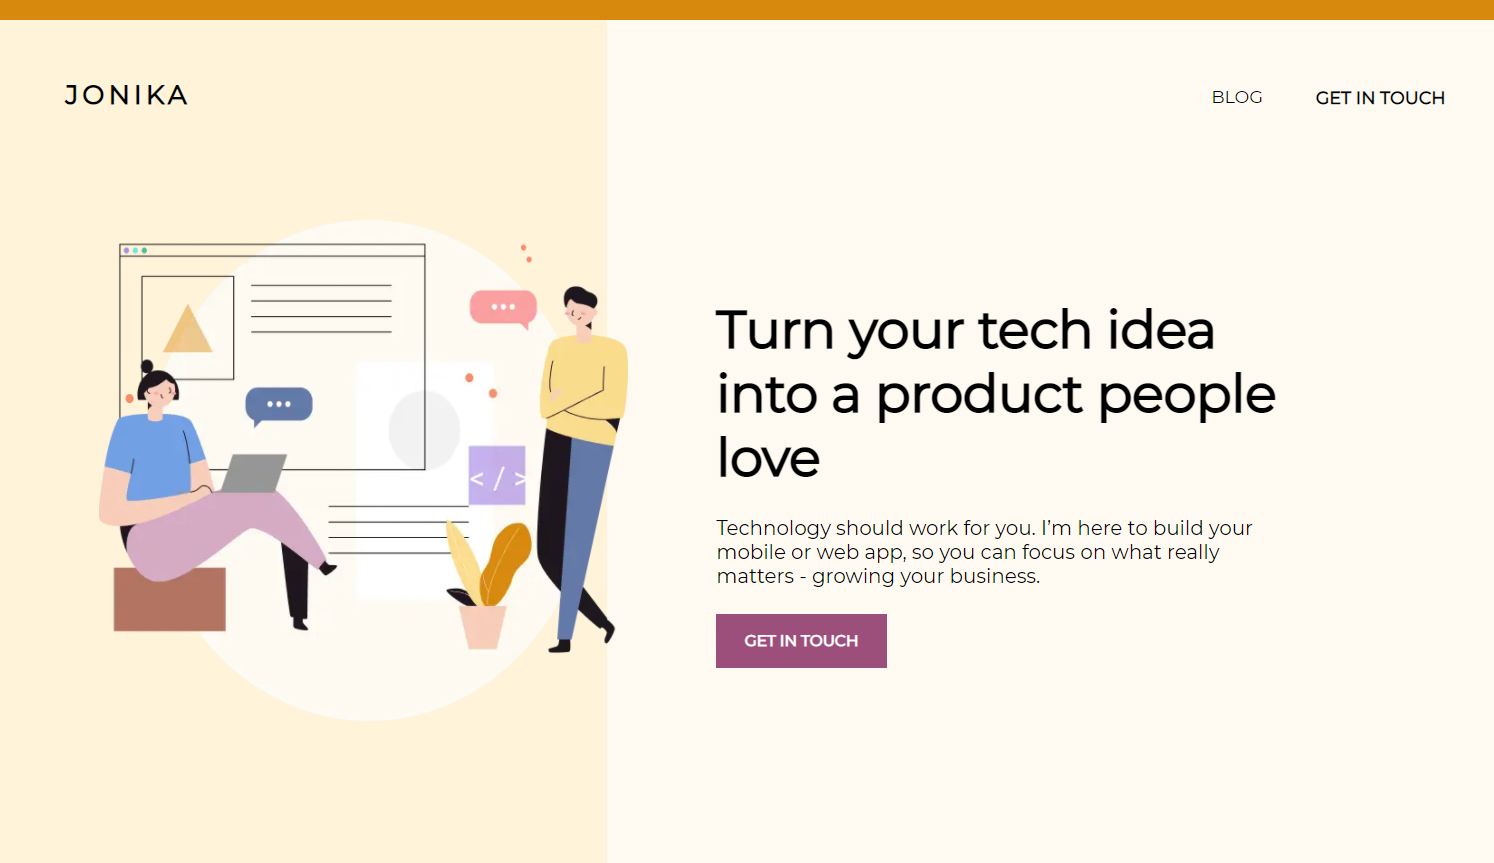 JONIKA
BLOG
GET IN TOUCH
Turn your tech idea
into a product people
love
Technology should work for you. I’m here to build your
mobile or web app, so you can focus on what really
matters - growing your business.
GET IN TOUCH
< / >